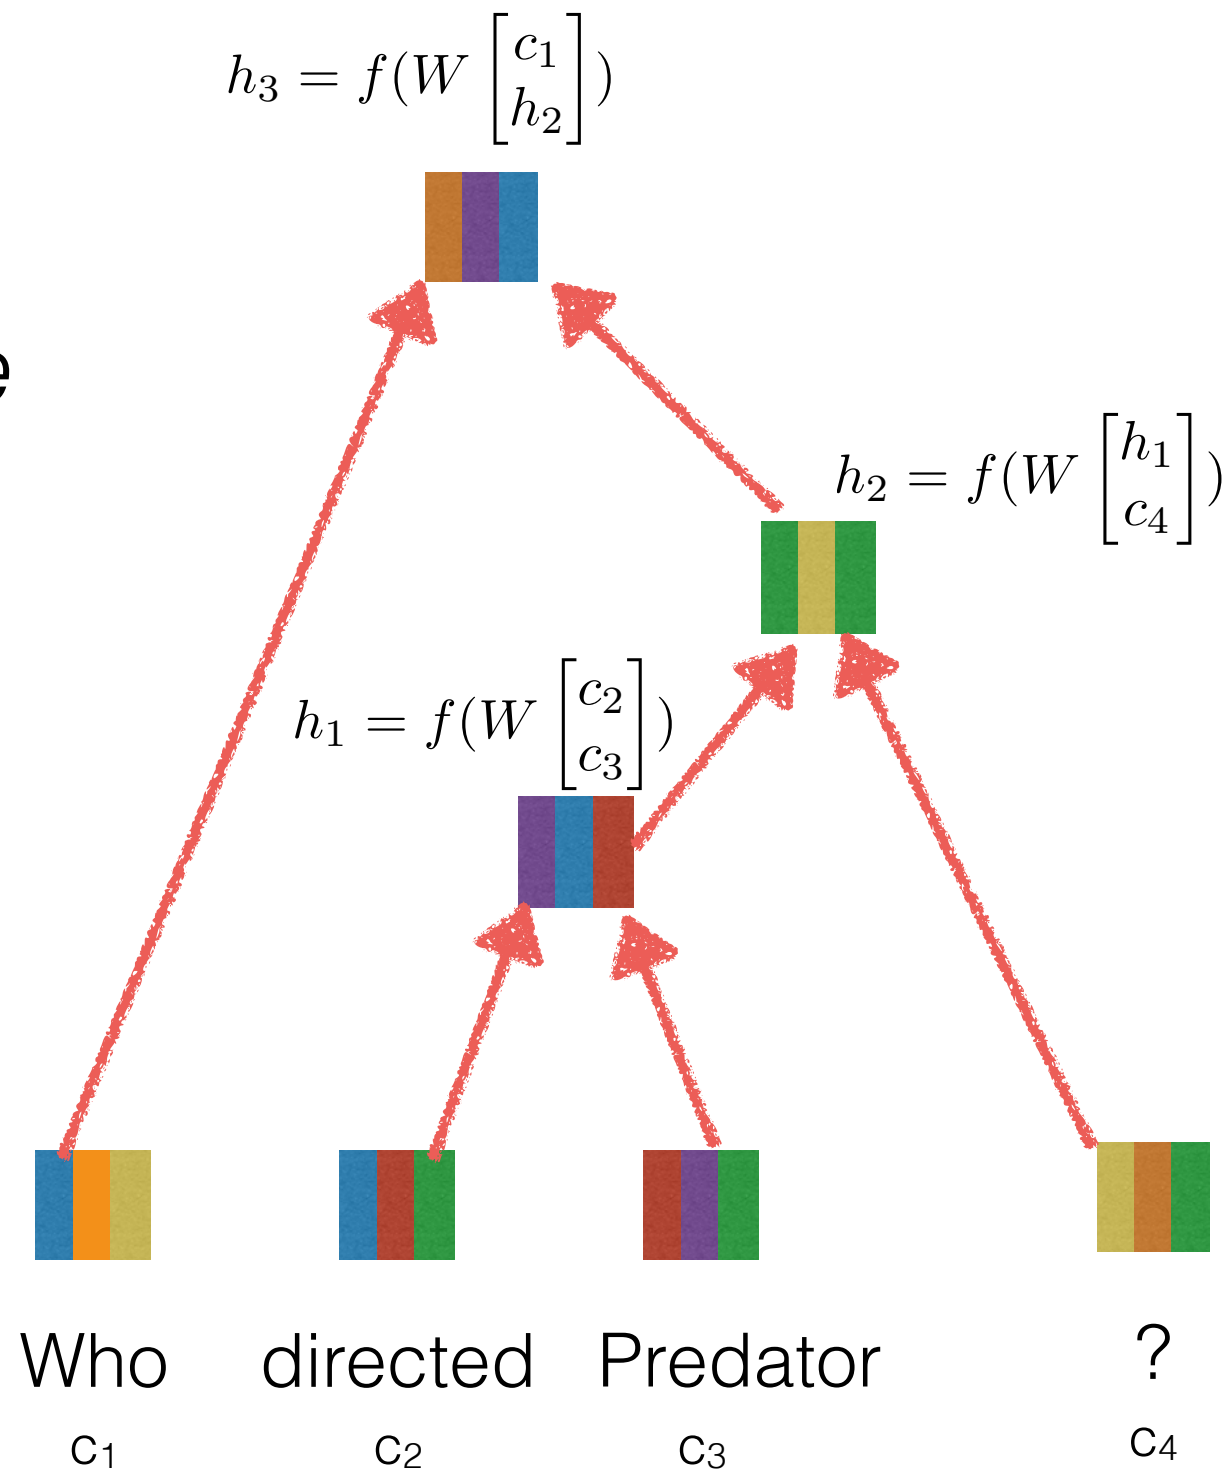 h₃ = f(W [c₁ h₂])
e
h₂ = f(W [h₁ c₄])
h₁ = f(W [c₂ c₃])
Who directed Predator ?
c₁ c₂ c₃ c₄